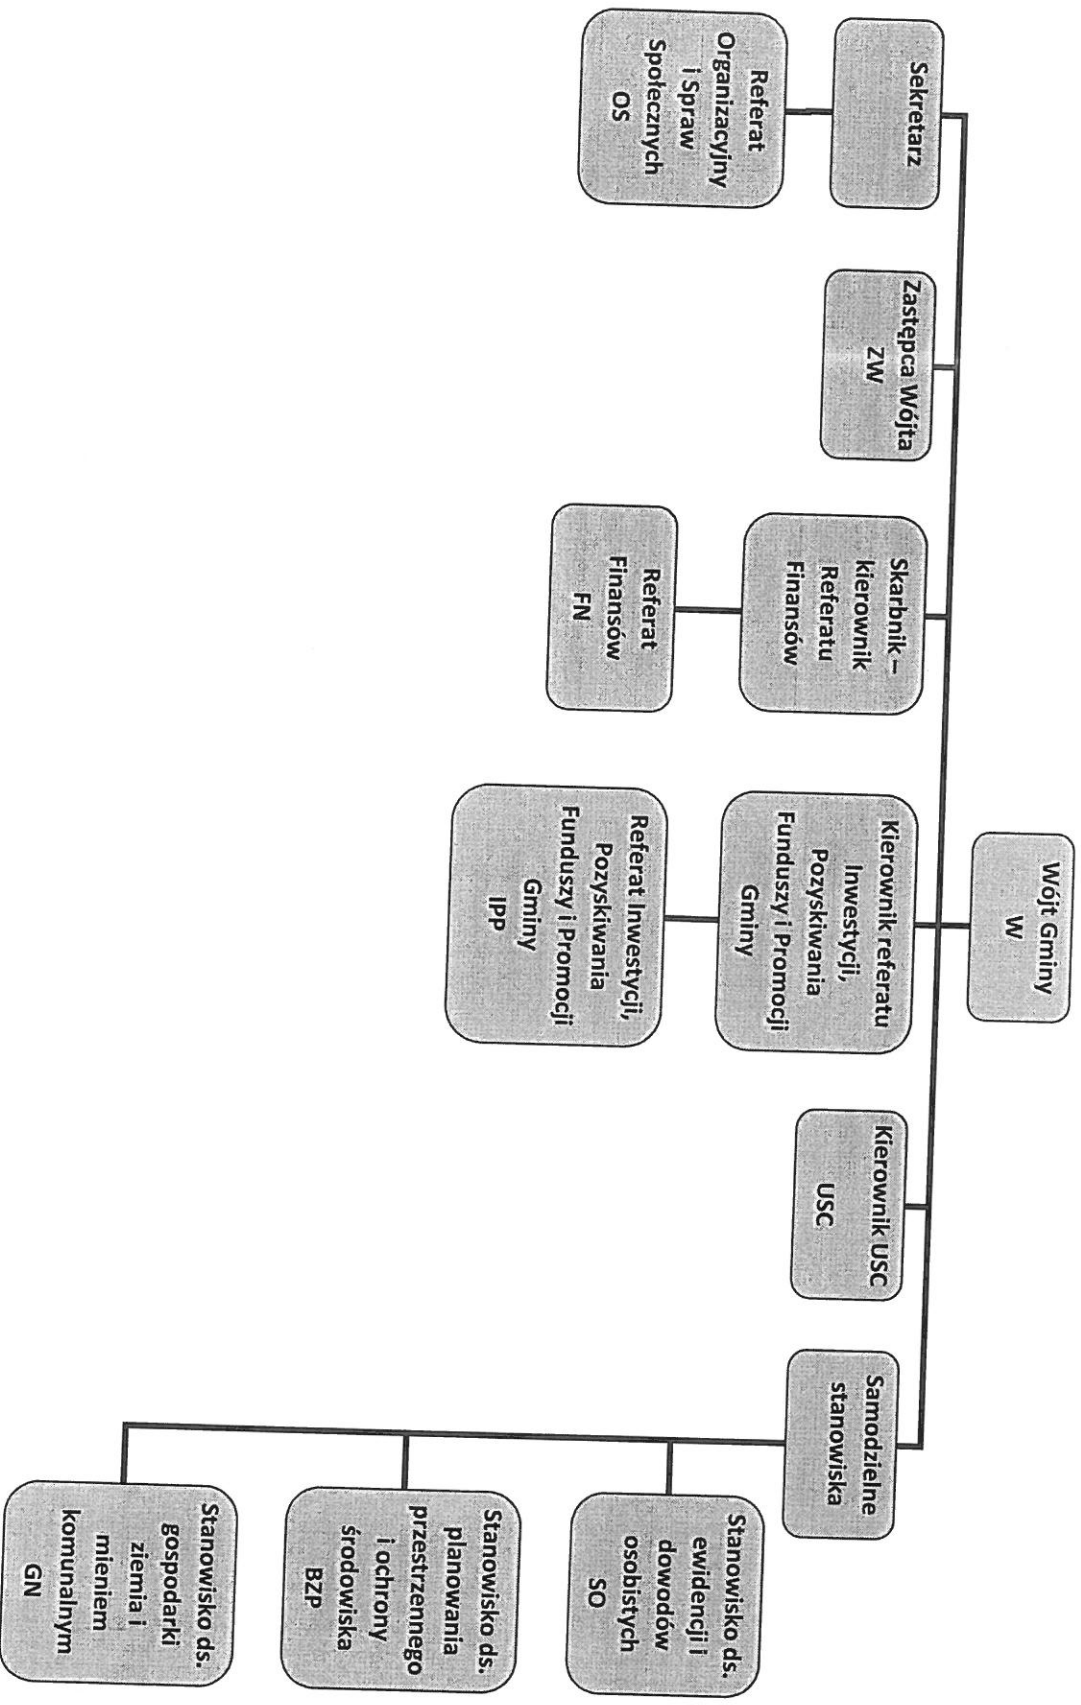 Wójt Gminy
W
Sekretarz
Referat
Organizacyjny
i Spraw
Społecznych
OS
Zastępca Wójta
ZW
Skarbnik –
kierownik
Referatu
Finansów
Referat
Finansów
FN
Kierownik referatu
Inwestycji,
Pozyskiwania
Funduszy i Promocji
Gminy
Referat Inwestycji,
Pozyskiwania
Funduszy i Promocji
Gminy
IPP
Kierownik USC
USC
Samodzielne
stanowiska
Stanowisko ds.
ewidencji i
dowodów
osobistych
SO
Stanowisko ds.
planowania
przestrzennego
i ochrony
środowiska
BZP
Stanowisko ds.
gospodarki
ziemia i
mieniem
komunalnym
GN